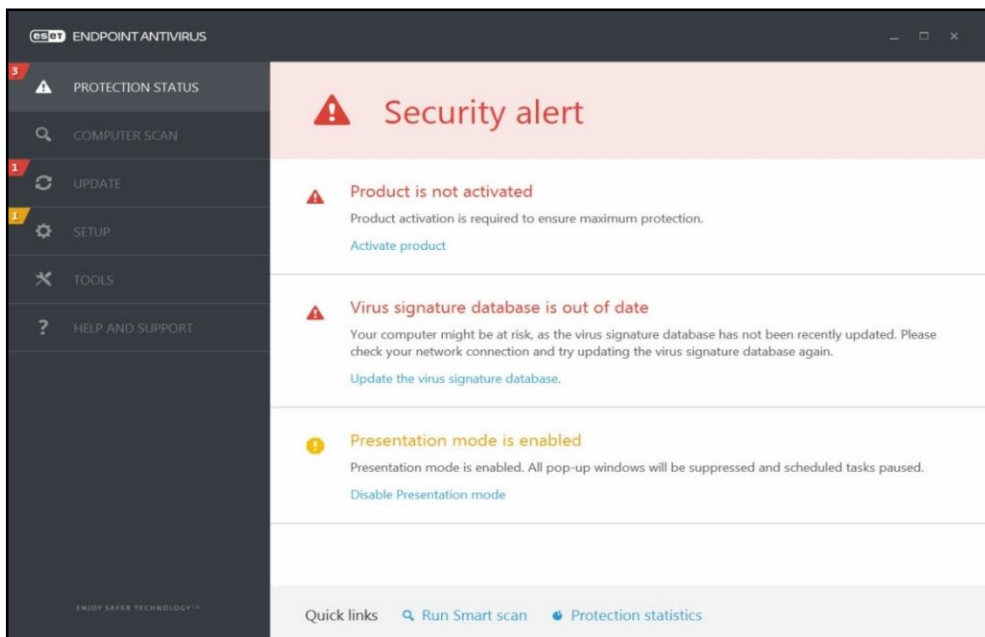 eset ENDPOINT ANTIVIRUS
3
PROTECTION STATUS
COMPUTER SCAN
1
UPDATE
1
SETUP
TOOLS
? HELP AND SUPPORT
ENJOY SAFER TECHNOLOGY™
Security alert
Product is not activated
Product activation is required to ensure maximum protection.
Activate product
Virus signature database is out of date
Your computer might be at risk, as the virus signature database has not been recently updated. Please
check your network connection and try updating the virus signature database again.
Update the virus signature database.
Presentation mode is enabled
Presentation mode is enabled. All pop-up windows will be suppressed and scheduled tasks paused.
Disable Presentation mode
Quick links Run Smart scan Protection statistics